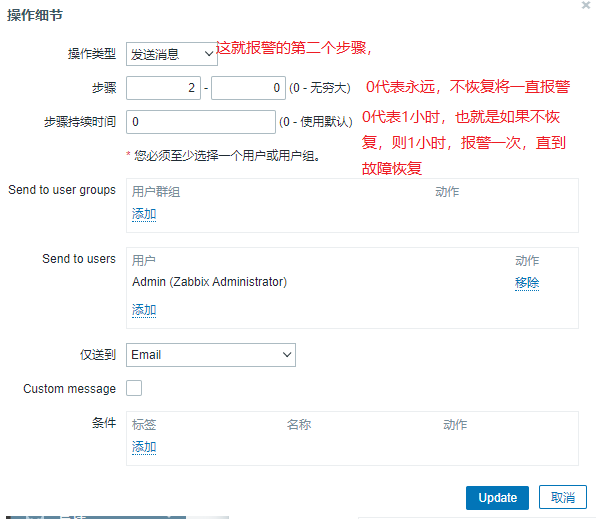 操作细节
操作类型 发送消息 这就报警的第二个步骤,
步骤 2 - 0 (0 - 无穷大) 0代表永远，不恢复将一直报警
步骤持续时间 0 (0 - 使用默认) 0代表1小时，也就是如果不恢
复，则1小时，报警一次，直到
故障恢复
* 您必须至少选择一个用户或用户组。
Send to user groups 用户群组 动作
添加
Send to users 用户 动作
Admin (Zabbix Administrator) 移除
添加
仅送到 Email
Custom message
条件 标签 名称 动作
添加
Update 取消